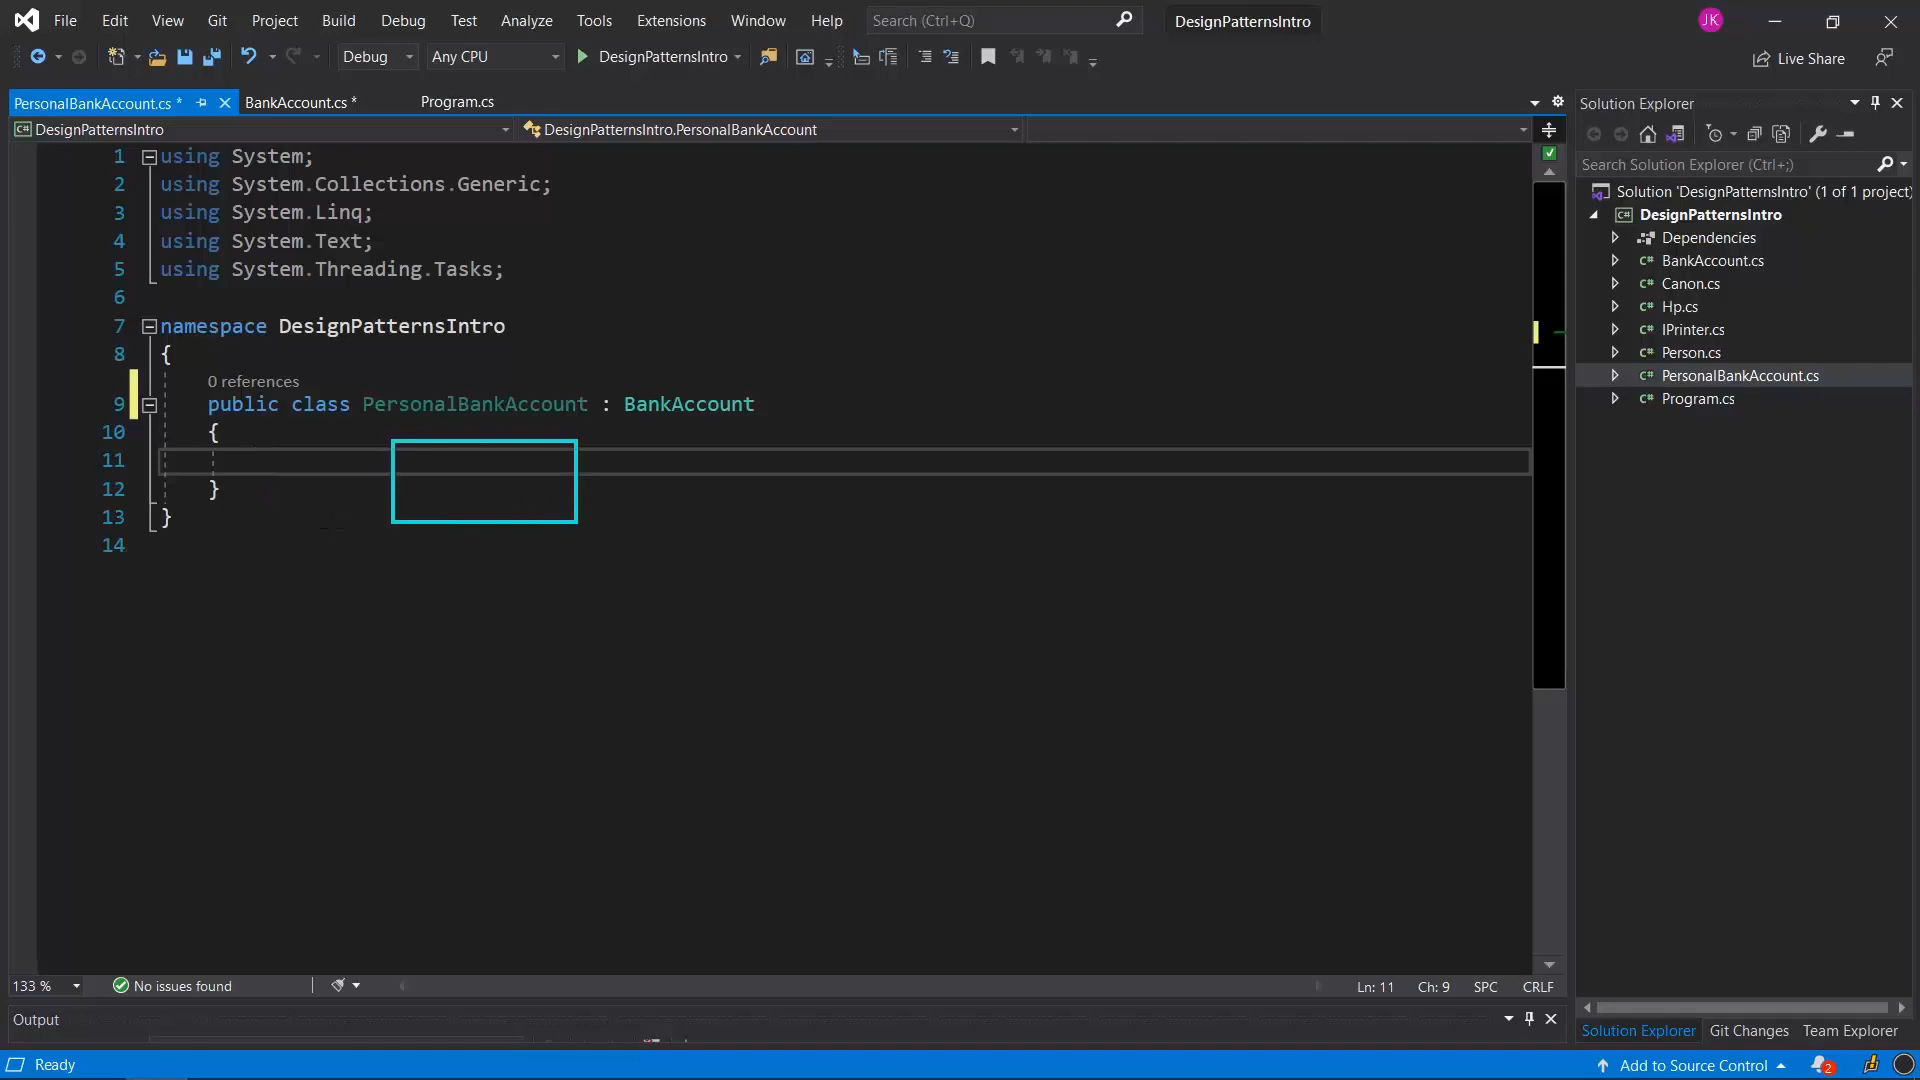 File Edit View Git Project Build Debug Test Analyze Tools Extensions Window Help Search (Ctrl+Q) DesignPatternsIntro JK
Debug Any CPU DesignPatternsIntro Live Share
PersonalBankAccount.cs * BankAccount.cs * Program.cs
DesignPatternsIntro DesignPatternsIntro.PersonalBankAccount
1 using System;
2 using System.Collections.Generic;
3 using System.Linq;
4 using System.Text;
5 using System.Threading.Tasks;
6
7 namespace DesignPatternsIntro
8 {
0 references
9 public class PersonalBankAccount : BankAccount
10 {
11
12 }
13 }
14
133 % No issues found Ln: 11 Ch: 9 SPC CRLF
Output
Solution Explorer
Search Solution Explorer (Ctrl+;)
Solution 'DesignPatternsIntro' (1 of 1 project)
C# DesignPatternsIntro
Dependencies
C# BankAccount.cs
C# Canon.cs
C# Hp.cs
C# IPrinter.cs
C# Person.cs
C# PersonalBankAccount.cs
C# Program.cs
Solution Explorer Git Changes Team Explorer
Ready Add to Source Control 2